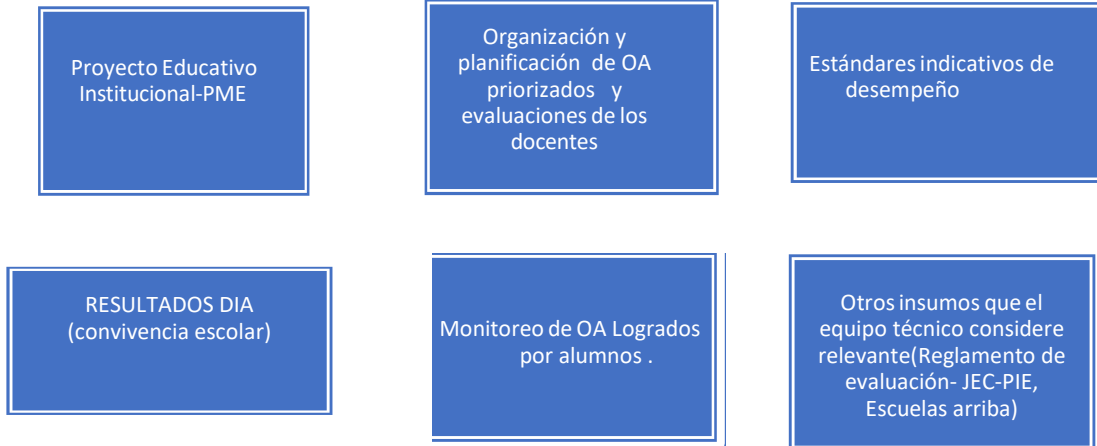 Proyecto Educativo
Institucional-PME
Organización y
planificación de OA
priorizados y
evaluaciones de los
docentes
Estándares indicativos de
desempeño
RESULTADOS DIA
(convivencia escolar)
Monitoreo de OA Logrados
por alumnos .
Otros insumos que el
equipo técnico considere
relevante(Reglamento de
evaluación- JEC-PIE,
Escuelas arriba)